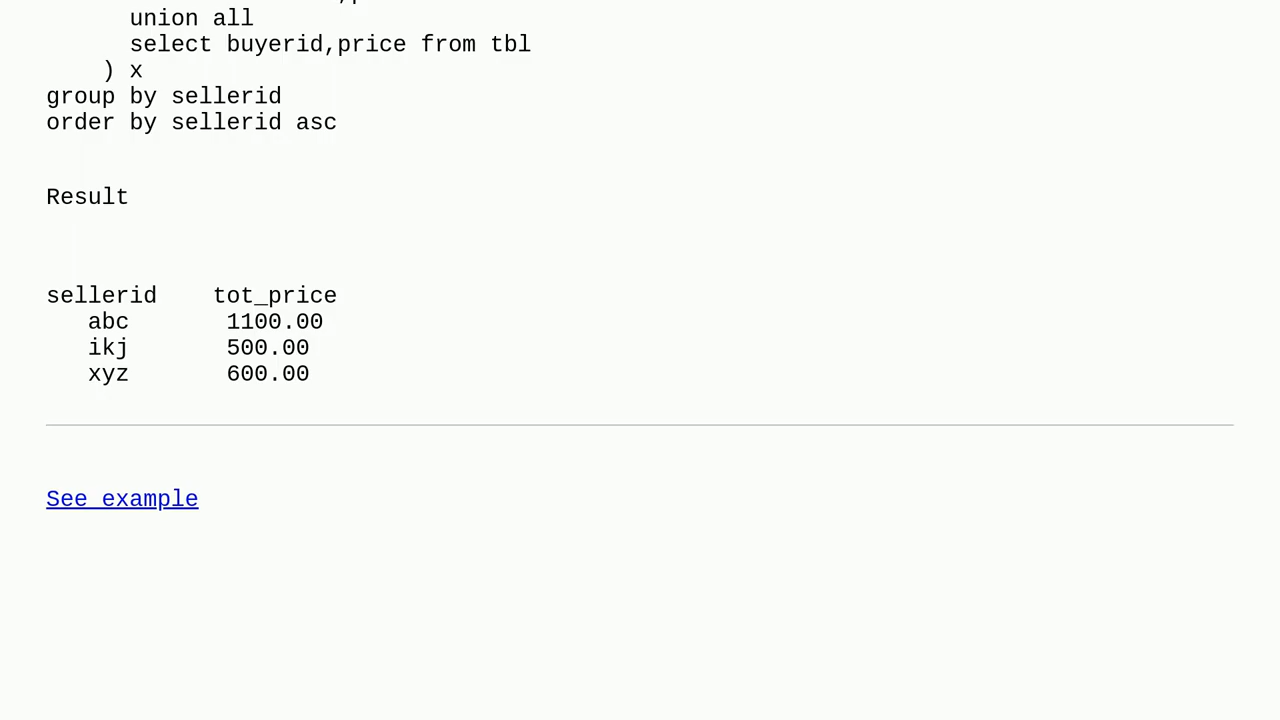 union all
select buyerid,price from tbl
) x
group by sellerid
order by sellerid asc
Result
sellerid tot_price
abc 1100.00
ikj 500.00
xyz 600.00
See example